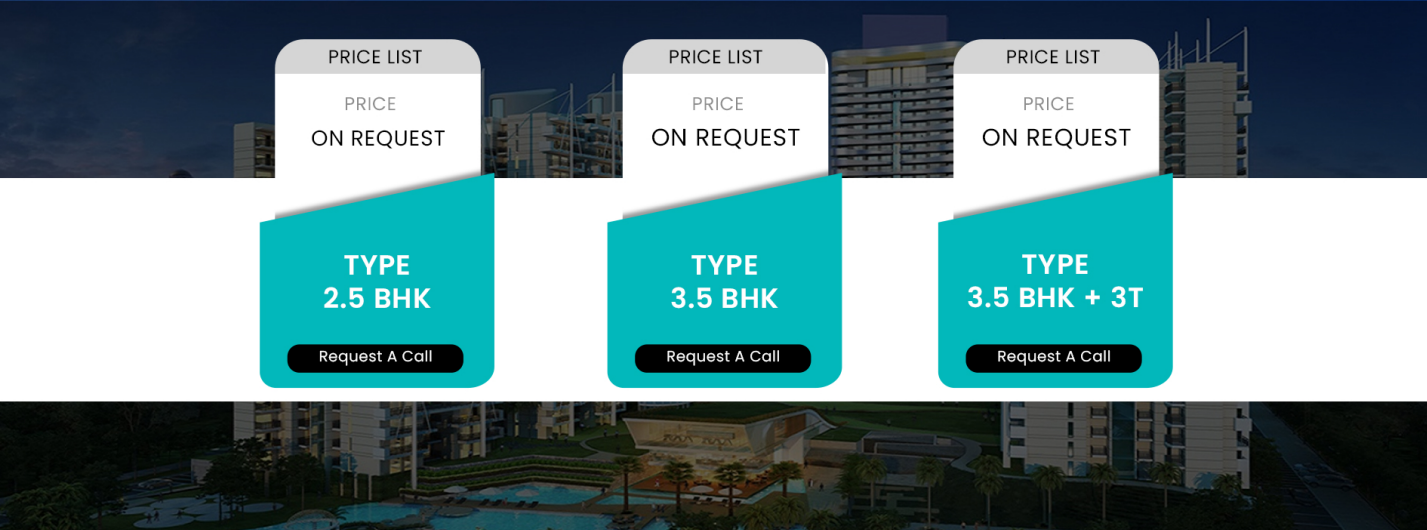 PRICE LIST
PRICE
ON REQUEST
TYPE
2.5 BHK
Request A Call
PRICE LIST
PRICE
ON REQUEST
TYPE
3.5 BHK
Request A Call
PRICE LIST
PRICE
ON REQUEST
TYPE
3.5 BHK + 3T
Request A Call